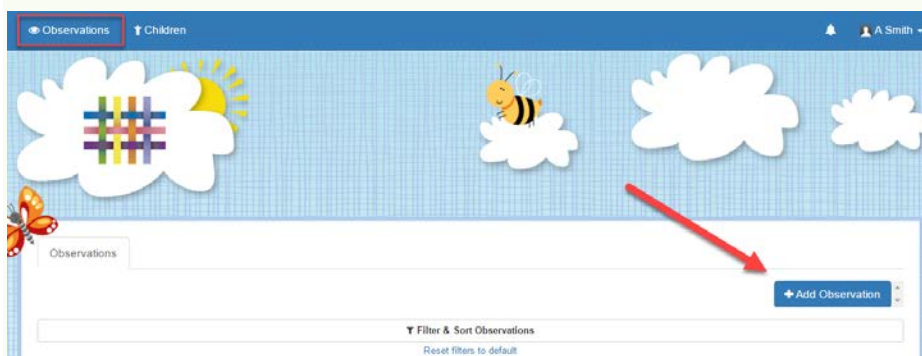 Observations Children A Smith
Observations
+ Add Observation
Filter & Sort Observations
Reset filters to default